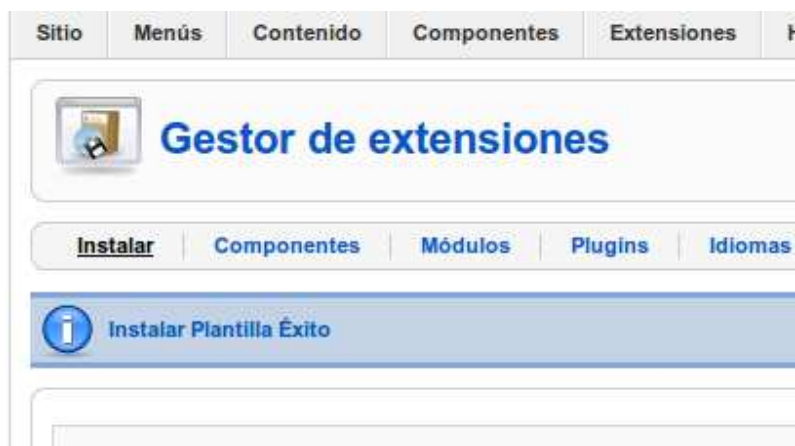 Sitio Menús Contenido Componentes Extensiones
Gestor de extensiones
Instalar Componentes Módulos Plugins Idiomas
Instalar Plantilla Éxito